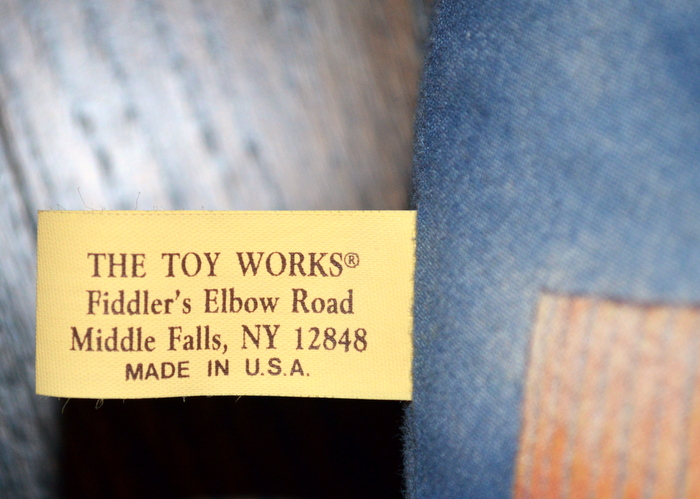 THE TOY WORKS®
Fiddler's Elbow Road
Middle Falls, NY 12848
MADE IN U.S.A.